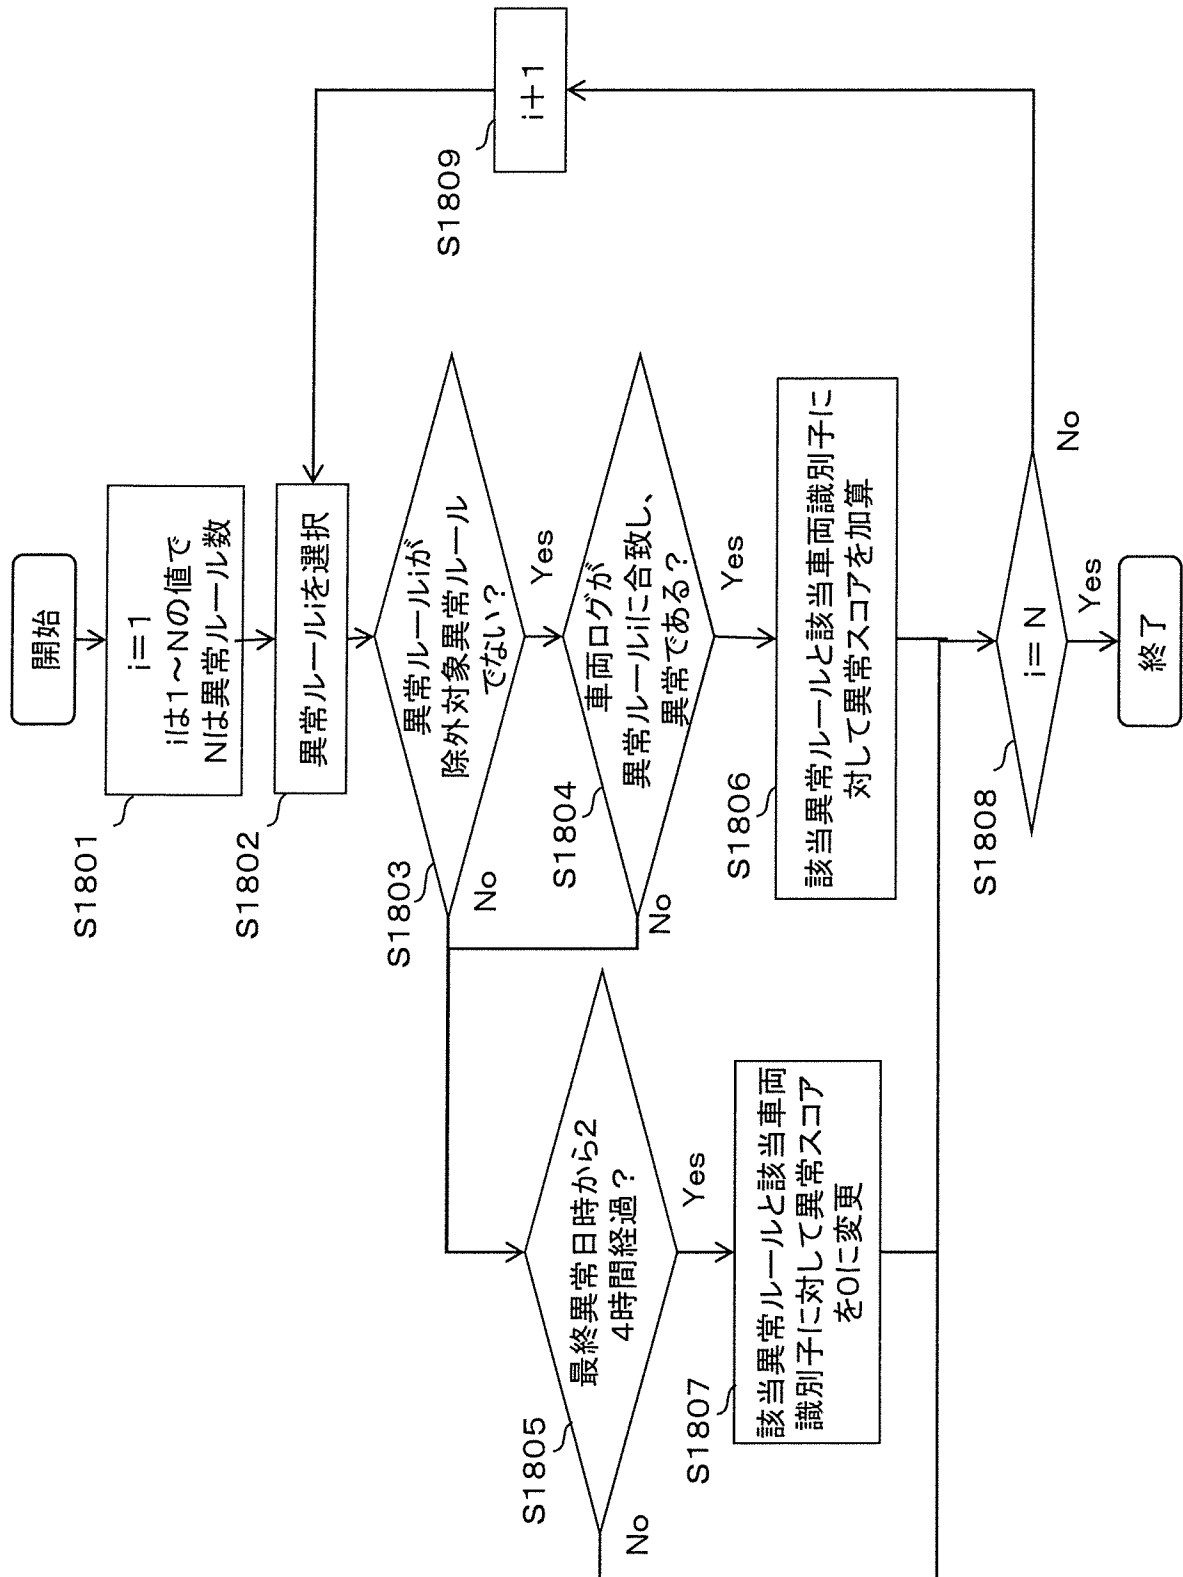 開始
S1801
i=1
iは1～Nの値で
Nは異常ルール数
S1802
異常ルールiを選択
S1803
異常ルールiが
除外対象異常ルール
でない？
No
Yes
S1804
車両ログが
異常ルールiに合致し、
異常である？
No
Yes
S1805
最終異常日時から2
4時間経過？
No
Yes
S1806
該当異常ルールと該当車両識別子に
対して異常スコアを加算
S1807
該当異常ルールと該当車両
識別子に対して異常スコア
を0に変更
S1808
i=N
No
Yes
S1809
i+1
終了